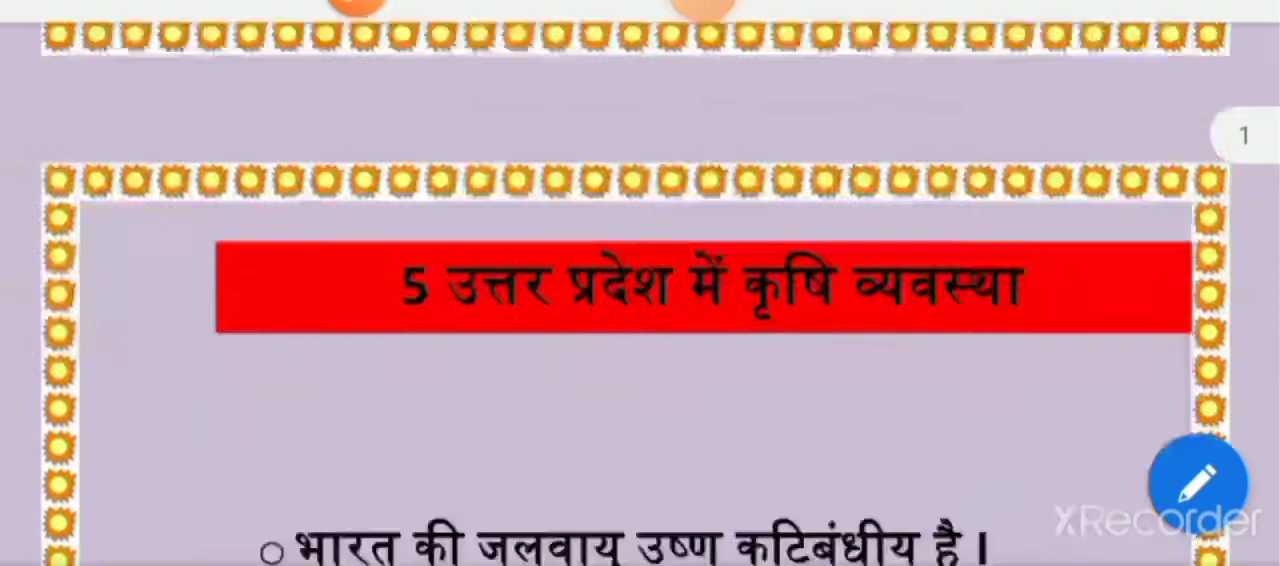 1
5 उत्तर प्रदेश में कृषि व्यवस्था
भारत की जलवायु उष्ण कटिबंधीय है ।
XRecorder